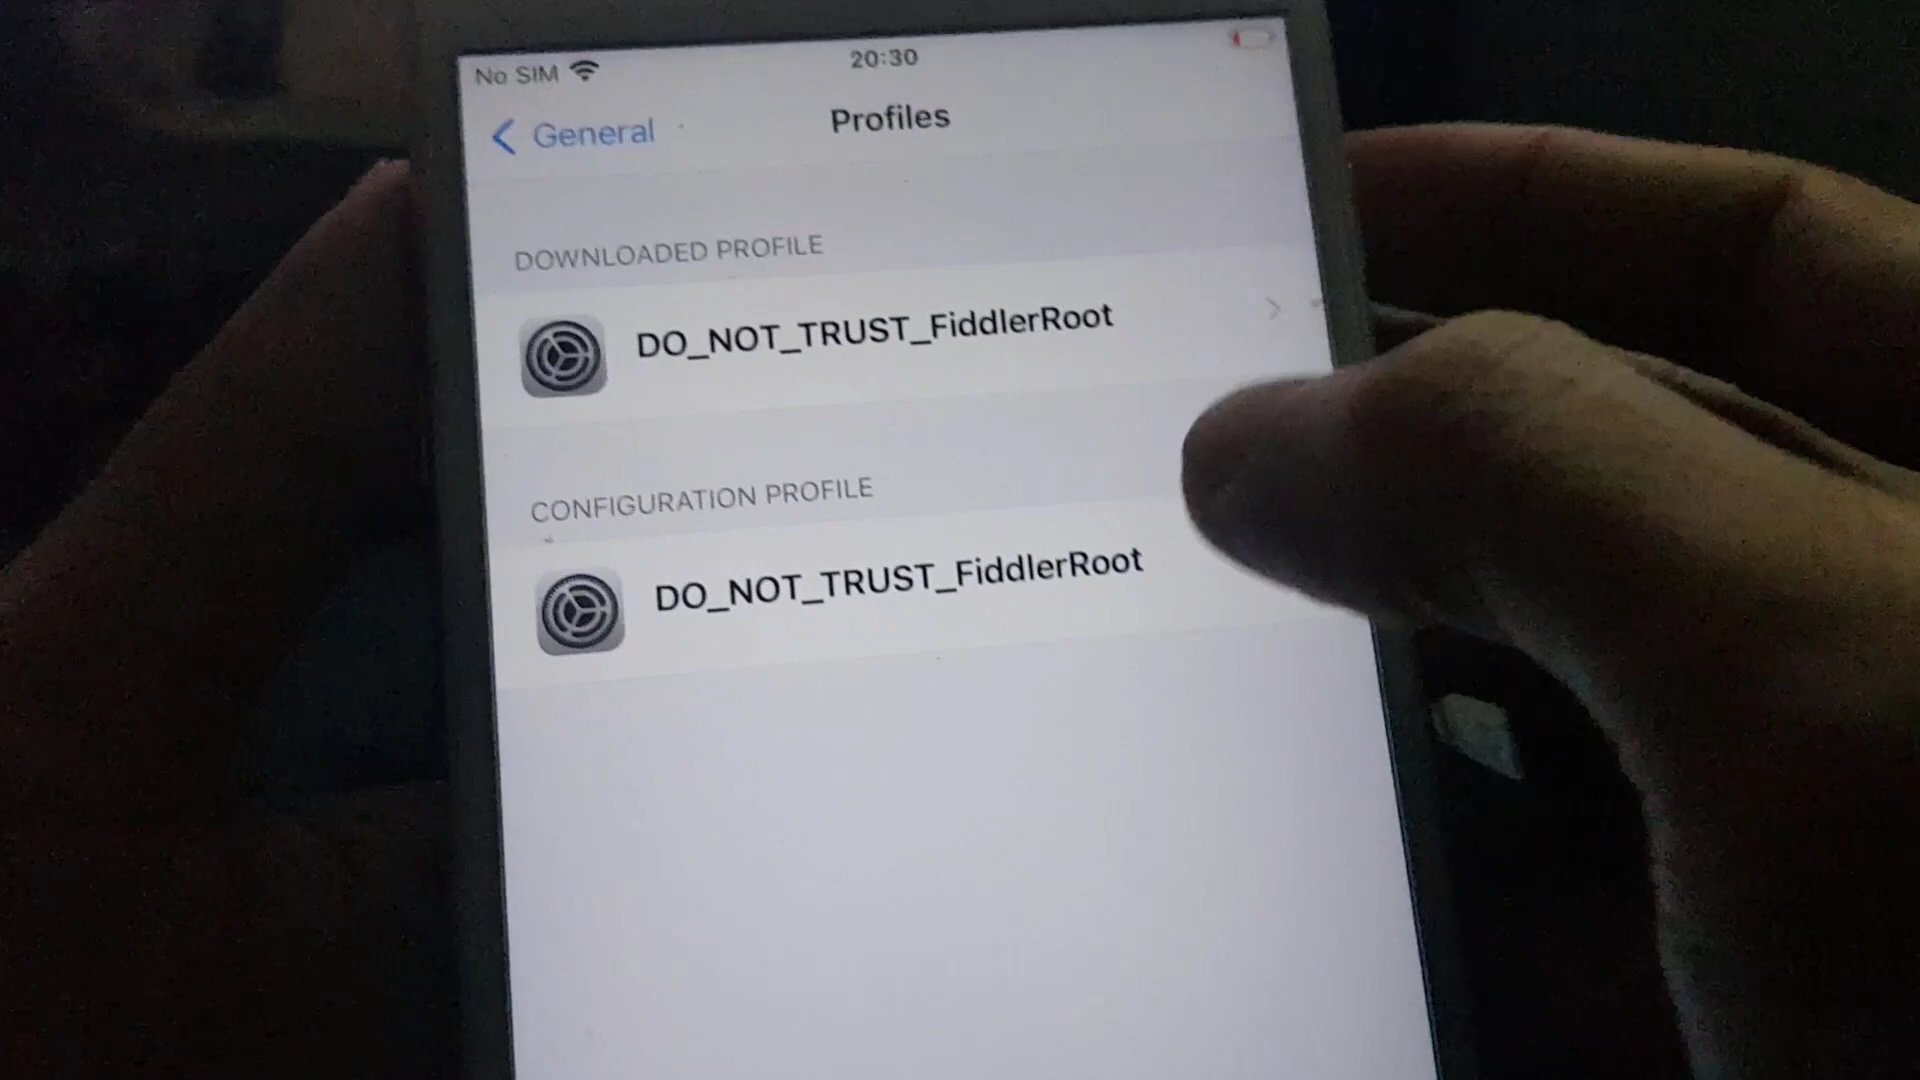 No SIM
20:30
General
Profiles
DOWNLOADED PROFILE
DO_NOT_TRUST_FiddlerRoot
CONFIGURATION PROFILE
DO_NOT_TRUST_FiddlerRoot